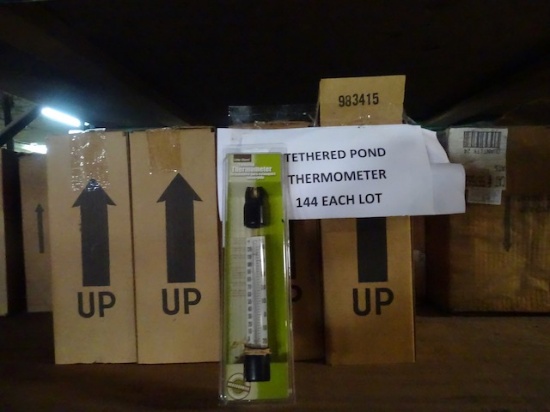 983415
TETHERED POND
THERMOMETER
144 EACH LOT
Thermometer
UP
UP
UP